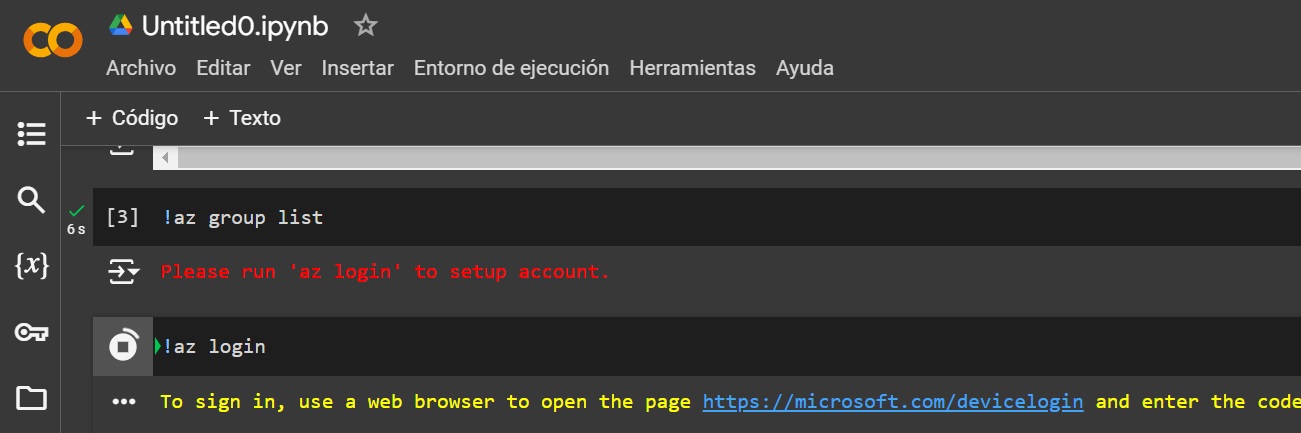 Untitled0.ipynb
Archivo Editar Ver Insertar Entorno de ejecución Herramientas Ayuda
+ Código + Texto
{x}
[3] !az group list
6 s
Please run 'az login' to setup account.
!az login
To sign in, use a web browser to open the page https://microsoft.com/devicelogin and enter the code